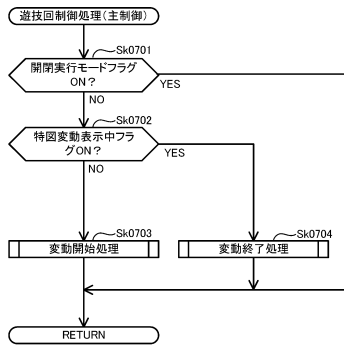 遊技回制御処理(主制御)
Sk0701
開閉実行モードフラグ
ON?
YES
NO
Sk0702
特図変動表示中フラ
グON?
YES
NO
Sk0703
変動開始処理
Sk0704
変動終了処理
RETURN